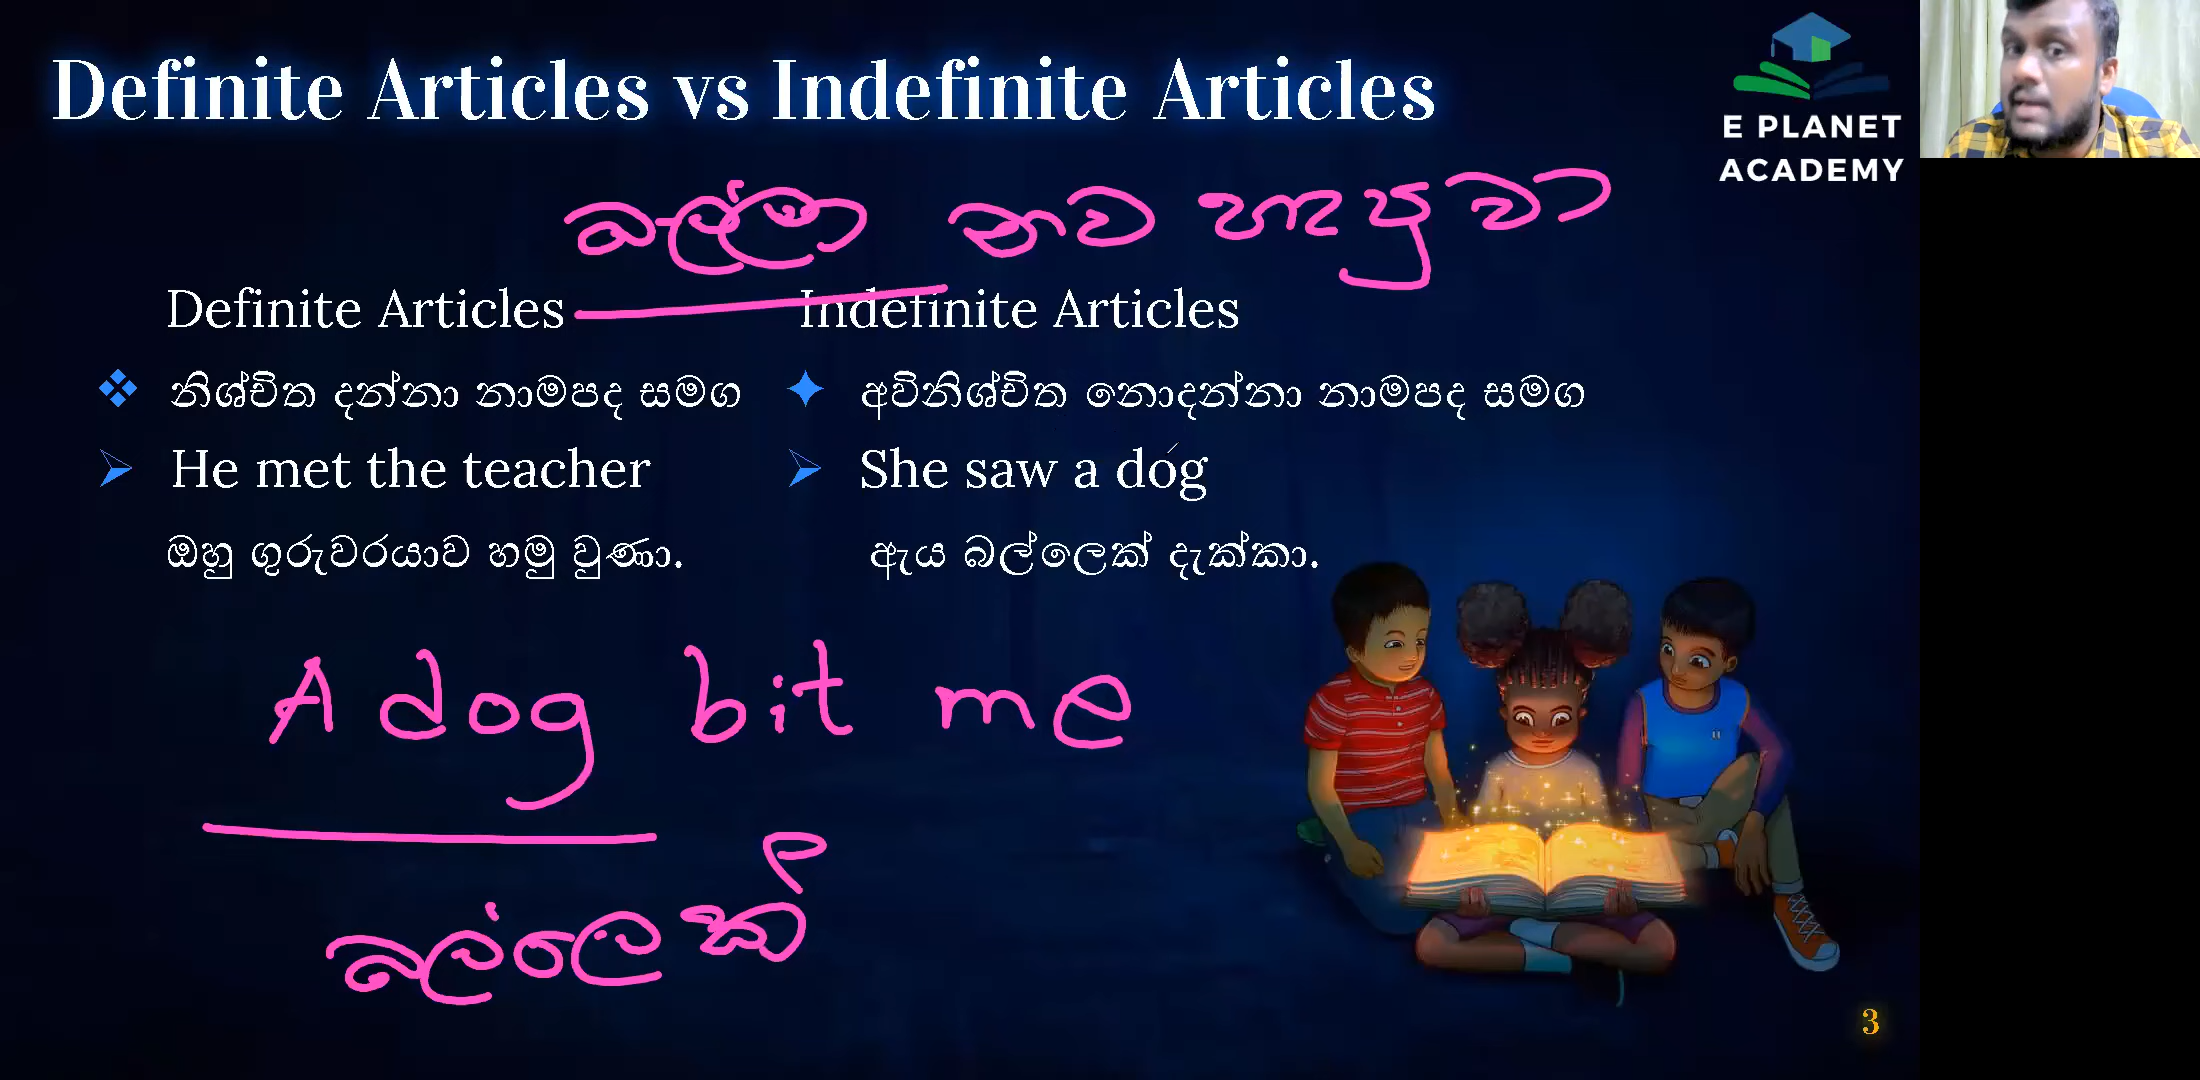 Definite Articles vs Indefinite Articles
E PLANET
ACADEMY
බල්ලා හැපුවා
Definite Articles
නිශ්චිත දන්නා නාමපද සමග
He met the teacher
ඔහු ගුරුවරයාව හමු වුණා.
Indefinite Articles
අවිනිශ්චිත නොදන්නා නාමපද සමග
She saw a dog
ඇය බල්ලෙක් දැක්කා.
A dog bit me
බල්ලෙක්
3